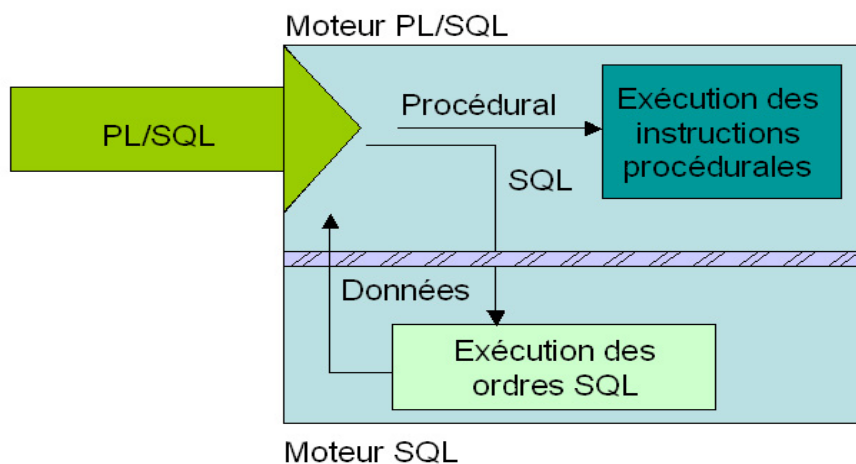 Moteur PL/SQL
PL/SQL
Procédural
Exécution des
instructions
procédurales
SQL
Données
Exécution des
ordres SQL
Moteur SQL